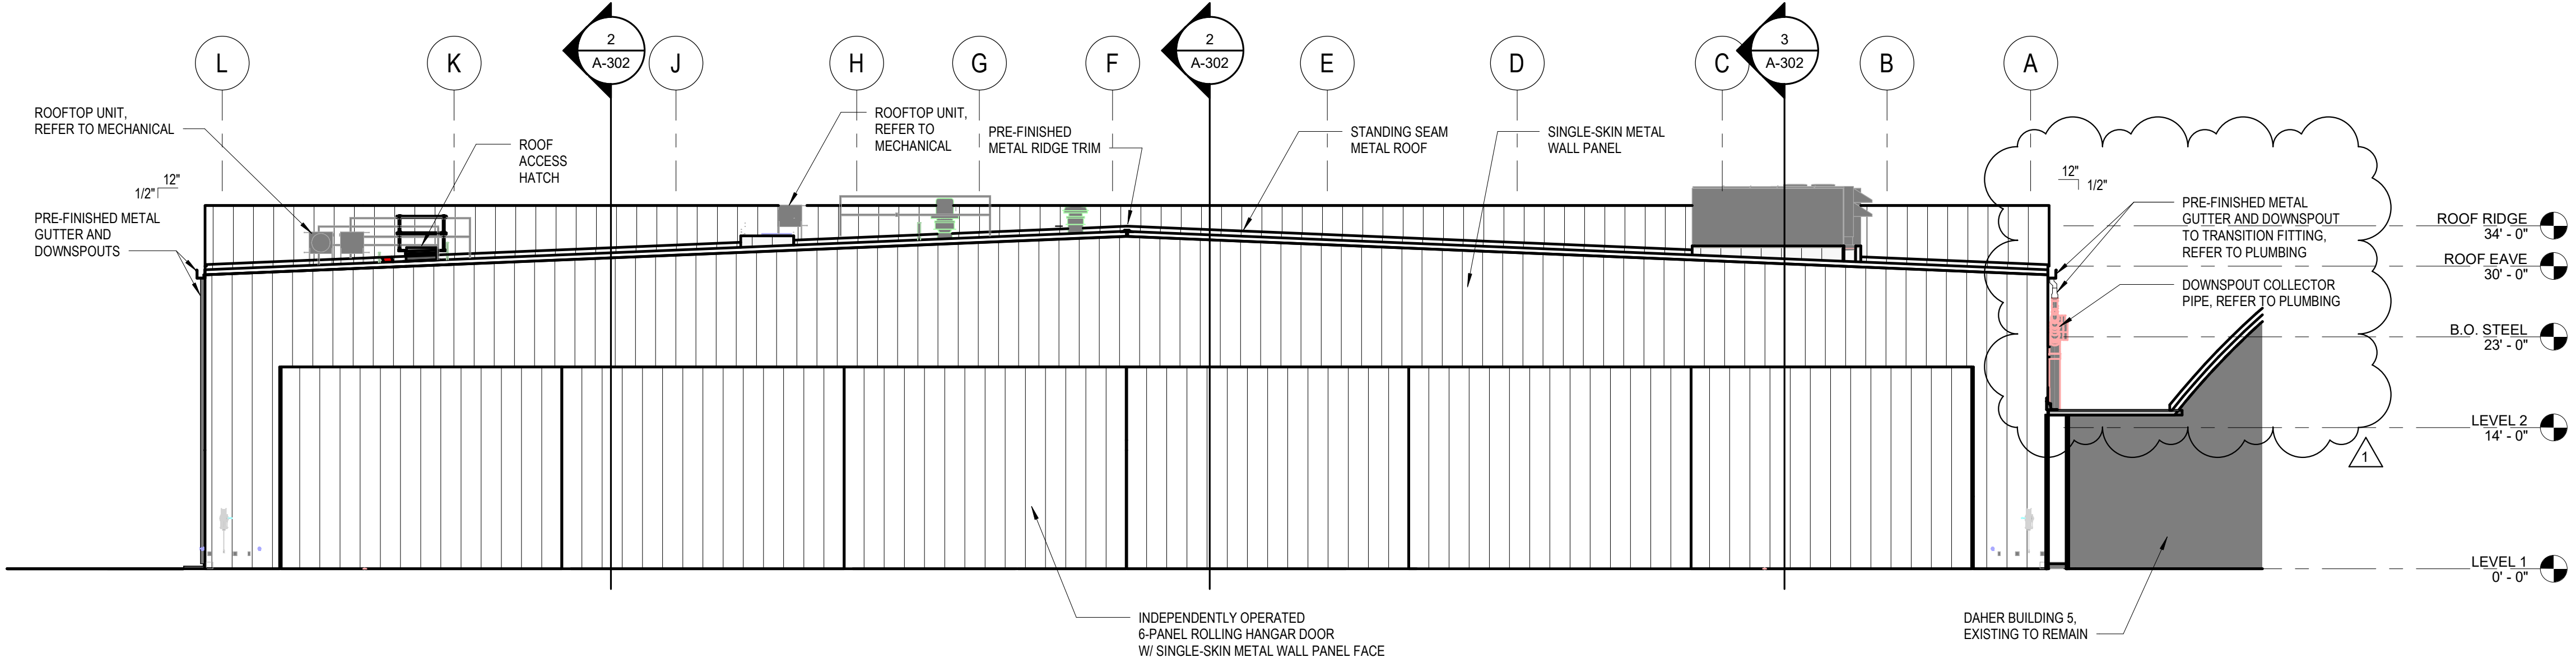 2
A-302
2
A-302
3
A-302
L
K
J
H
G
F
E
D
C
B
A
ROOFTOP UNIT,
REFER TO MECHANICAL
ROOF
ACCESS
HATCH
ROOFTOP UNIT,
REFER TO
MECHANICAL
PRE-FINISHED
METAL RIDGE TRIM
STANDING SEAM
METAL ROOF
SINGLE-SKIN METAL
WALL PANEL
12"
1/2"
12"
1/2"
PRE-FINISHED METAL
GUTTER AND
DOWNSPOUTS
PRE-FINISHED METAL
GUTTER AND DOWNSPOUT
TO TRANSITION FITTING,
REFER TO PLUMBING
DOWNSPOUT COLLECTOR
PIPE, REFER TO PLUMBING
ROOF RIDGE
34' - 0"
ROOF EAVE
30' - 0"
B.O. STEEL
23' - 0"
LEVEL 2
14' - 0"
1
LEVEL 1
0' - 0"
INDEPENDENTLY OPERATED
6-PANEL ROLLING HANGAR DOOR
W/ SINGLE-SKIN METAL WALL PANEL FACE
DAHER BUILDING 5,
EXISTING TO REMAIN